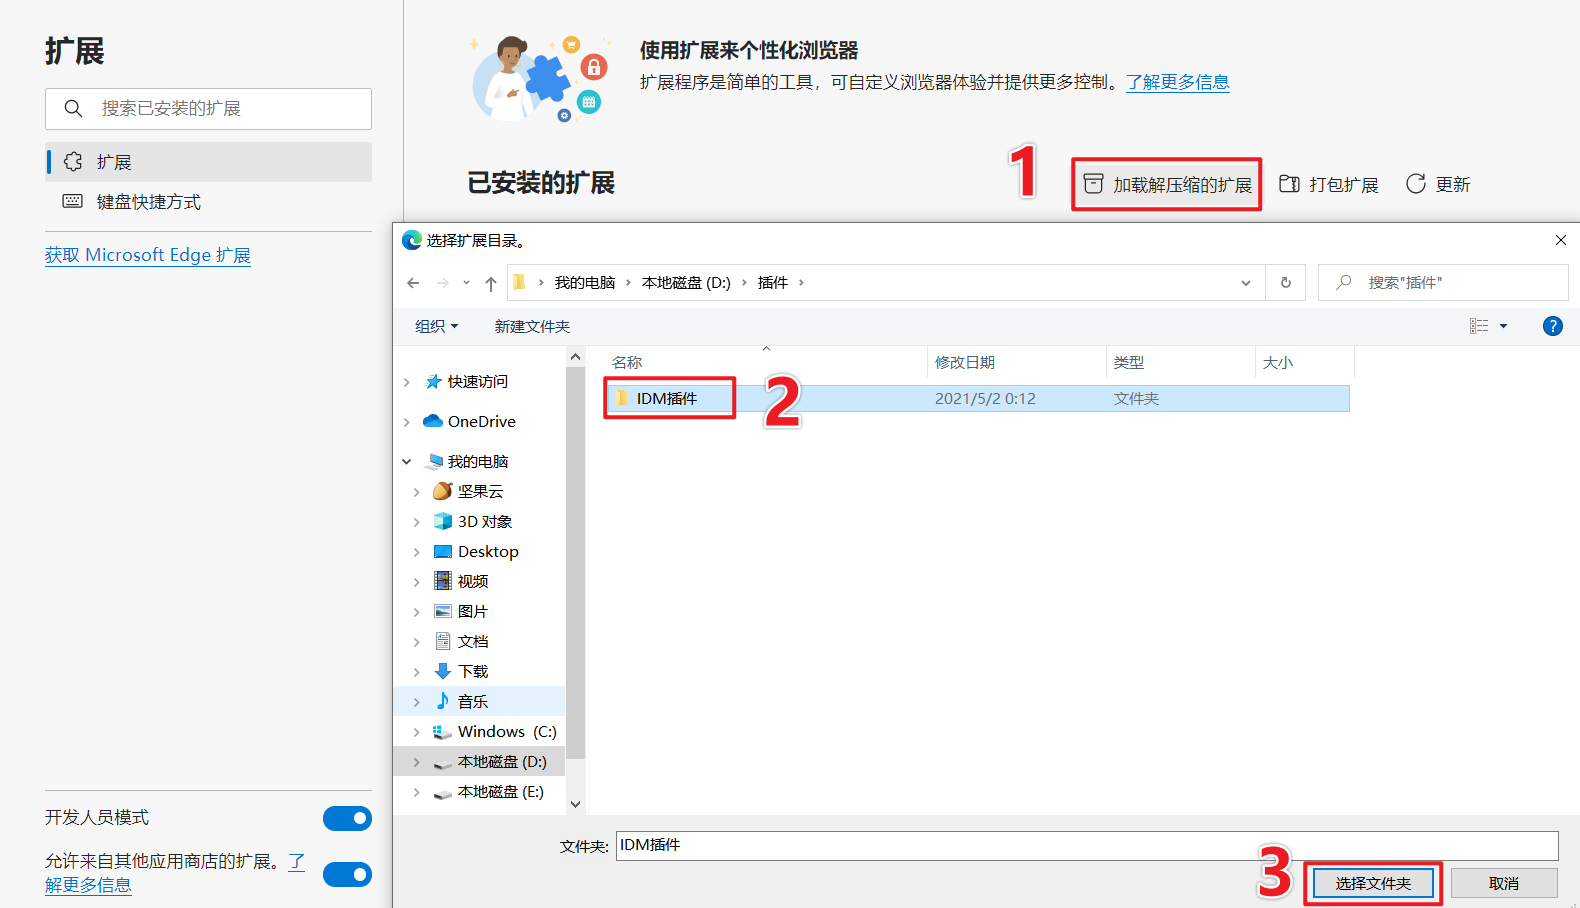 扩展
搜索已安装的扩展
扩展
键盘快捷方式
获取 Microsoft Edge 扩展
使用扩展来个性化浏览器
扩展程序是简单的工具，可自定义浏览器体验并提供更多控制。了解更多信息
已安装的扩展
1
加载解压缩的扩展
打包扩展
更新
选择扩展目录。
我的电脑 › 本地磁盘 (D:) › 插件 ›
搜索"插件"
组织
新建文件夹
?
名称
修改日期
类型
大小
快速访问
OneDrive
我的电脑
坚果云
3D 对象
Desktop
视频
图片
文档
下载
音乐
Windows (C:)
本地磁盘 (D:)
本地磁盘 (E:)
IDM插件
2
2021/5/2 0:12
文件夹
开发人员模式
允许来自其他应用商店的扩展。了
解更多信息
文件夹:
IDM插件
3
选择文件夹
取消